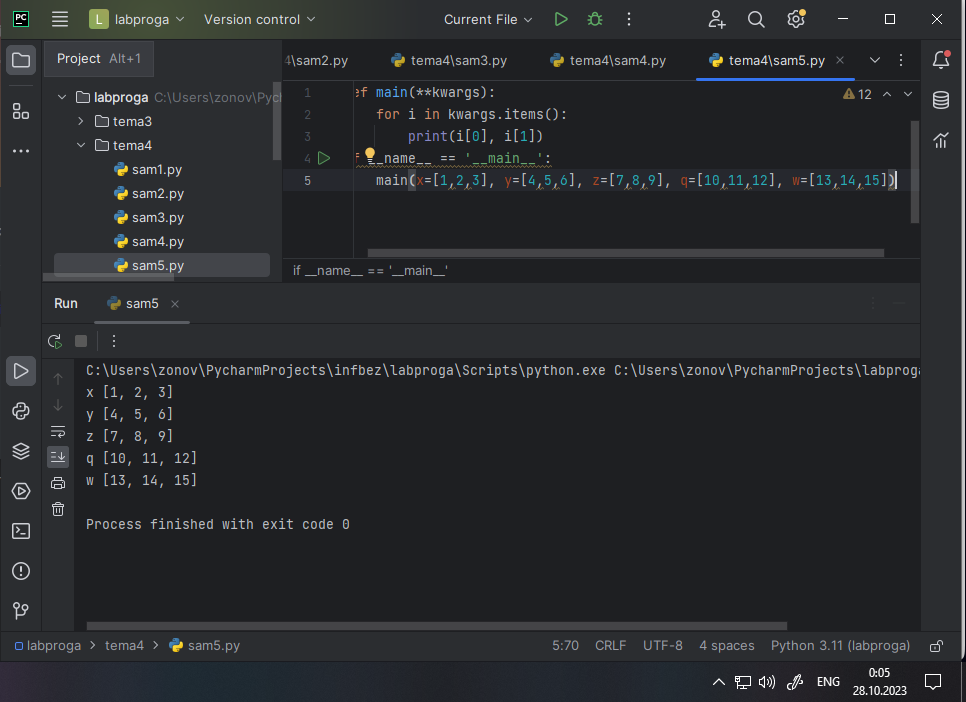 PC L labproga Version control Current File
Project Alt+1
4\sam2.py tema4\sam3.py tema4\sam4.py tema4\sam5.py
labproga C:\Users\zonov\Pyc
tema3
tema4
sam1.py
sam2.py
sam3.py
sam4.py
sam5.py
12
1 ef main(**kwargs):
2 for i in kwargs.items():
3 print(i[0], i[1])
4 f __name__ == '__main__':
5 main(x=[1,2,3], y=[4,5,6], z=[7,8,9], q=[10,11,12], w=[13,14,15])
if __name__ == '__main__'
Run sam5
C:\Users\zonov\PycharmProjects\infbez\labproga\Scripts\python.exe C:\Users\zonov\PycharmProjects\labproga
x [1, 2, 3]
y [4, 5, 6]
z [7, 8, 9]
q [10, 11, 12]
w [13, 14, 15]
Process finished with exit code 0
labproga tema4 sam5.py 5:70 CRLF UTF-8 4 spaces Python 3.11 (labproga)
ENG 0:05
28.10.2023